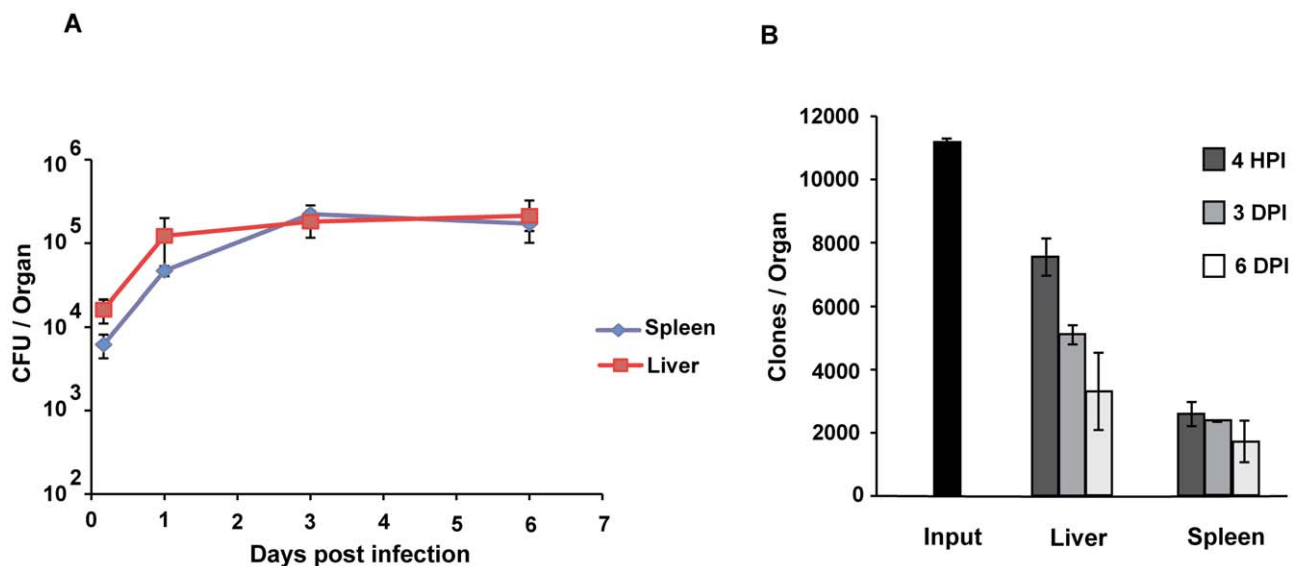 A
CFU / Organ
10^6
10^5
10^4
10^3
10^2
0 1 2 3 4 5 6 7
Days post infection
Spleen
Liver
B
Clones / Organ
12000
10000
8000
6000
4000
2000
0
Input Liver Spleen
4 HPI
3 DPI
6 DPI